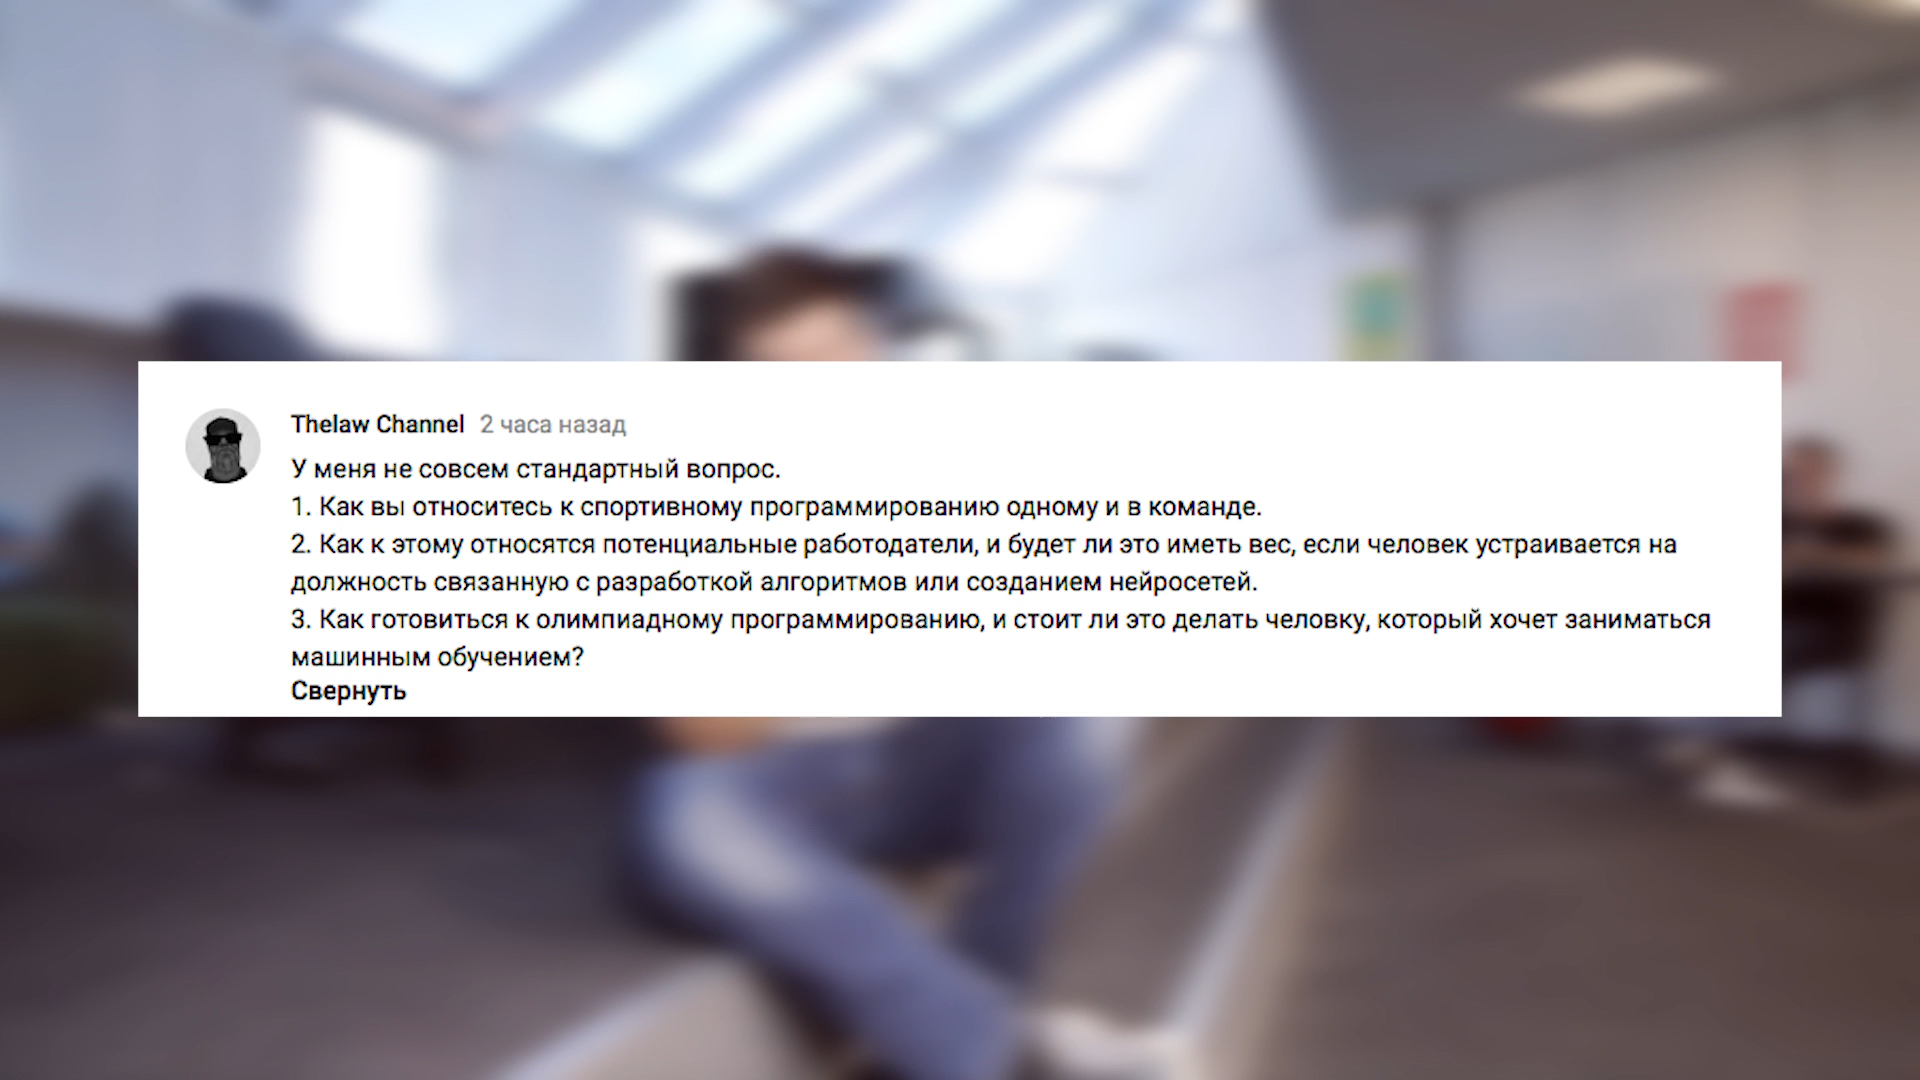 Thelaw Channel 2 часа назад
У меня не совсем стандартный вопрос.
1. Как вы относитесь к спортивному программированию одному и в команде.
2. Как к этому относятся потенциальные работодатели, и будет ли это иметь вес, если человек устраивается на
должность связанную с разработкой алгоритмов или созданием нейросетей.
3. Как готовиться к олимпиадному программированию, и стоит ли это делать человку, который хочет заниматься
машинным обучением?
Свернуть